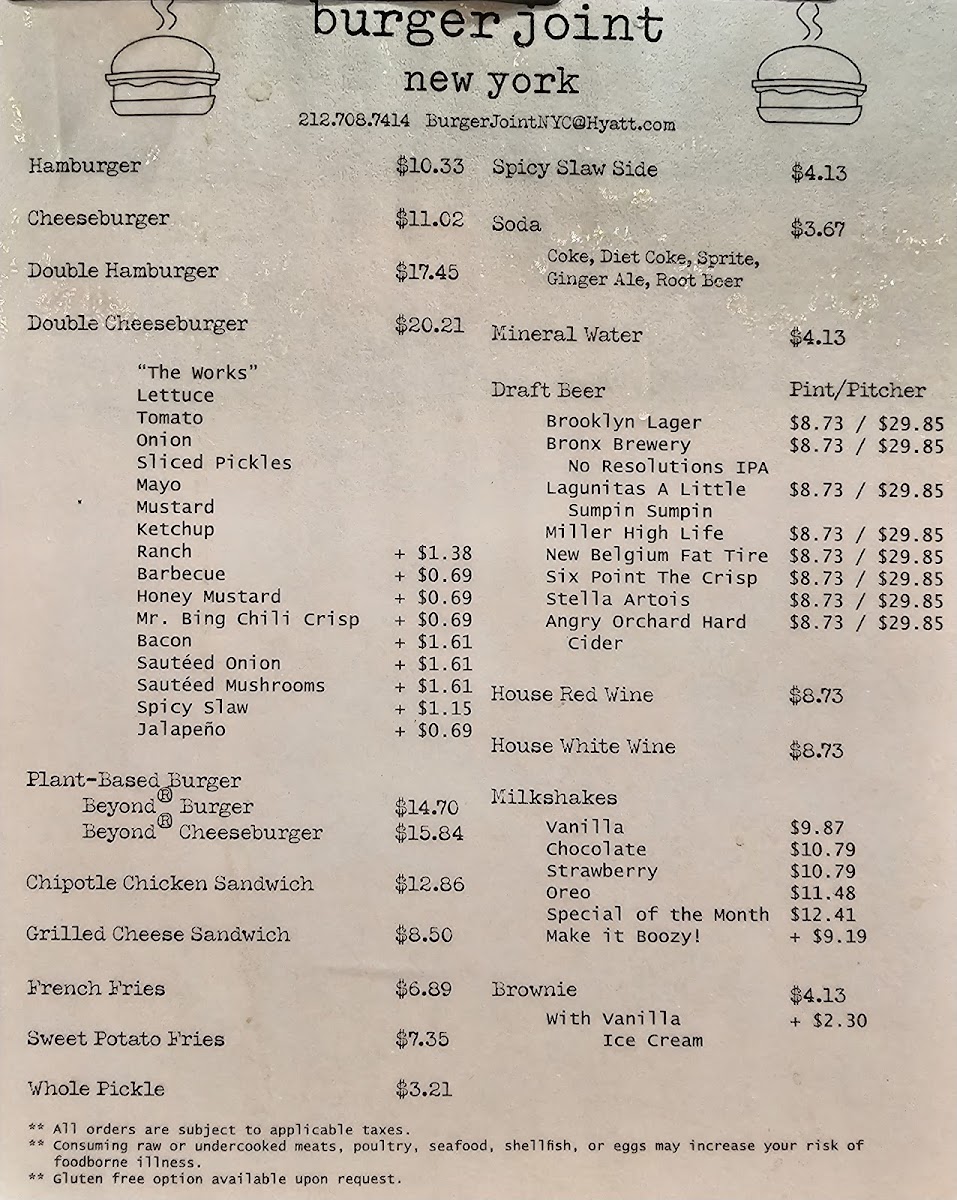 burger joint
new york
212.708.7414 BurgerJointNYC@Hyatt.com
Hamburger $10.33
Cheeseburger $11.02
Double Hamburger $17.45
Double Cheeseburger $20.21
“The Works”
Lettuce
Tomato
Onion
Sliced Pickles
Mayo
Mustard
Ketchup
Ranch + $1.38
Barbecue + $0.69
Honey Mustard + $0.69
Mr. Bing Chili Crisp + $0.69
Bacon + $1.61
Sautéed Onion + $1.61
Sautéed Mushrooms + $1.61
Spicy Slaw + $1.15
Jalapeño + $0.69
Plant-Based Burger
Beyond® Burger $14.70
Beyond® Cheeseburger $15.84
Chipotle Chicken Sandwich $12.86
Grilled Cheese Sandwich $8.50
French Fries $6.89
Sweet Potato Fries $7.35
Whole Pickle $3.21
Spicy Slaw Side $4.13
Soda $3.67
Coke, Diet Coke, Sprite,
Ginger Ale, Root Beer
Mineral Water $4.13
Draft Beer Pint/Pitcher
Brooklyn Lager $8.73 / $29.85
Bronx Brewery $8.73 / $29.85
No Resolutions IPA
Lagunitas A Little $8.73 / $29.85
Sumpin Sumpin
Miller High Life $8.73 / $29.85
New Belgium Fat Tire $8.73 / $29.85
Six Point The Crisp $8.73 / $29.85
Stella Artois $8.73 / $29.85
Angry Orchard Hard $8.73 / $29.85
Cider
House Red Wine $8.73
House White Wine $8.73
Milkshakes
Vanilla $9.87
Chocolate $10.79
Strawberry $10.79
Oreo $11.48
Special of the Month $12.41
Make it Boozy! + $9.19
Brownie $4.13
With Vanilla + $2.30
Ice Cream
** All orders are subject to applicable taxes.
** Consuming raw or undercooked meats, poultry, seafood, shellfish, or eggs may increase your risk of
foodborne illness.
** Gluten free option available upon request.